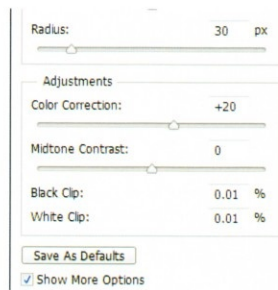 Radius: 30 px
Adjustments
Color Correction: +20
Midtone Contrast: 0
Black Clip: 0.01 %
White Clip: 0.01 %
Save As Defaults
Show More Options